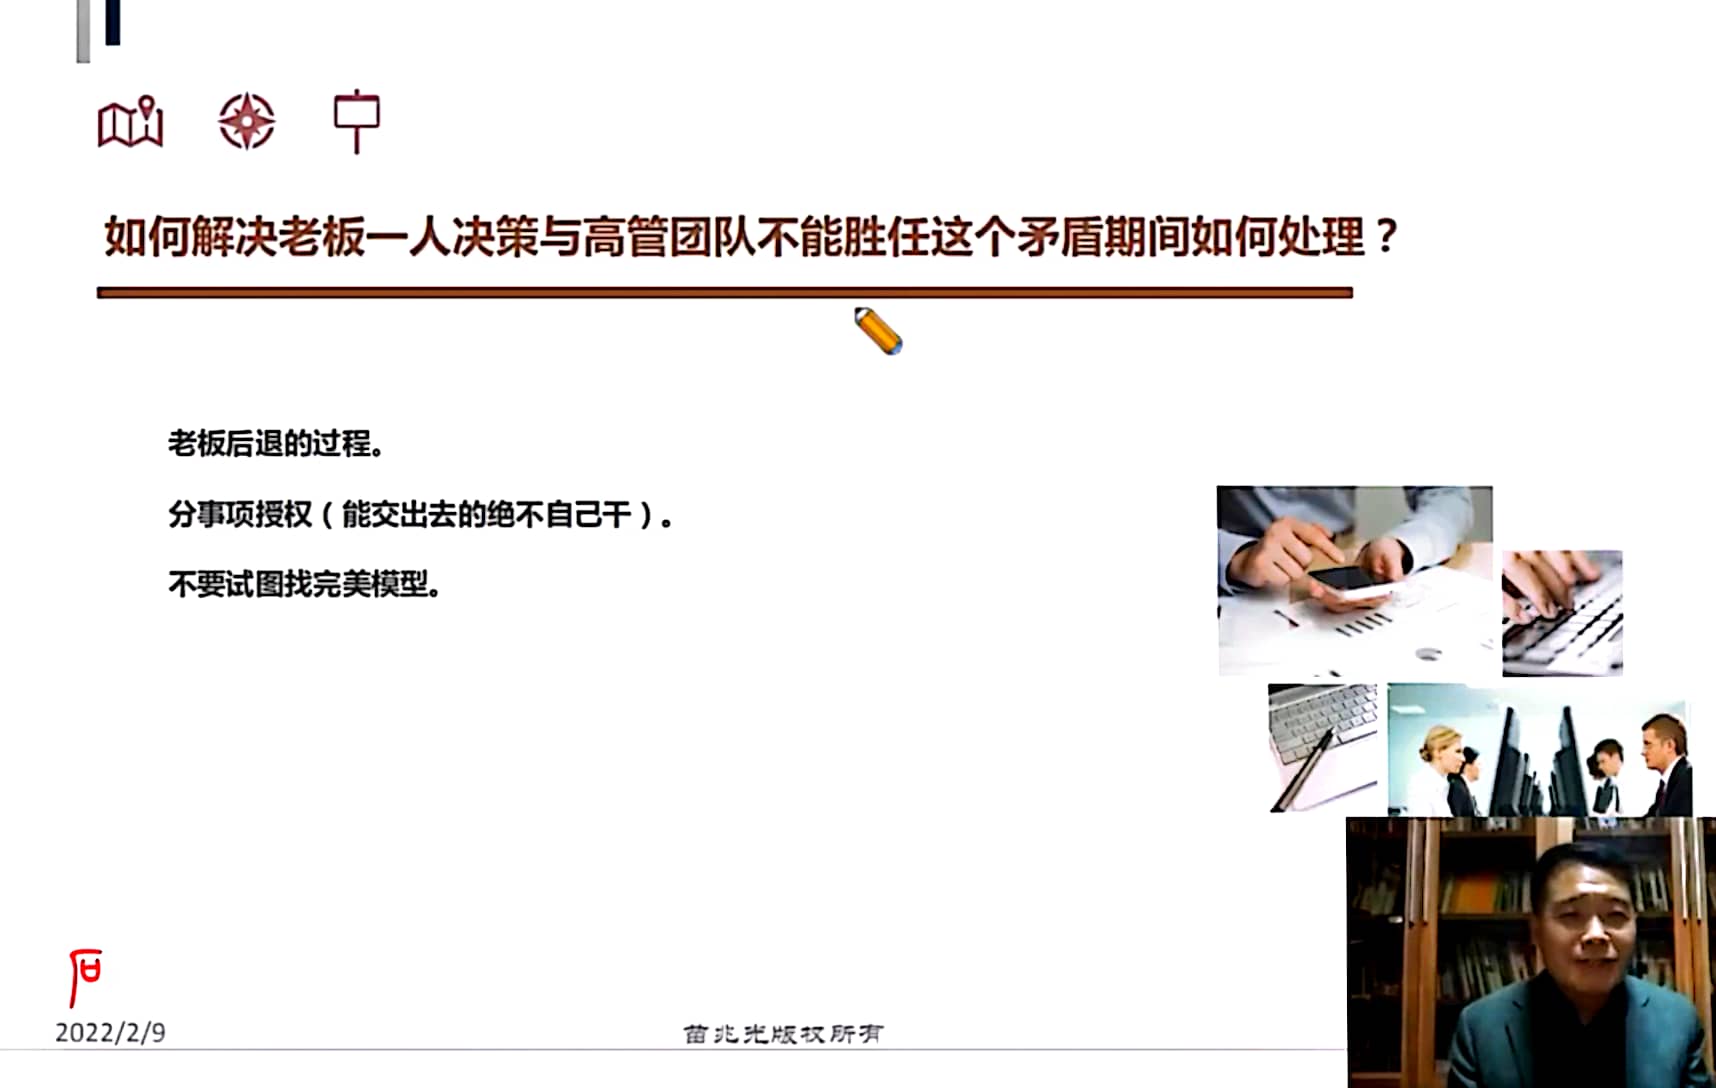 如何解决老板一人决策与高管团队不能胜任这个矛盾期间如何处理？
老板后退的过程。
分事项授权（能交出去的绝不自己干）。
不要试图找完美模型。
2022/2/9
苗兆光版权所有